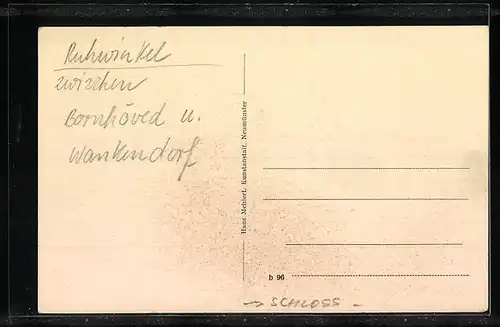 Ruhwinkel
zwischen
Bornhöved u.
Wankendorf
Hans Mehlert, Kunstanstalt, Neumünster
b 96
→ SCHLOSS -